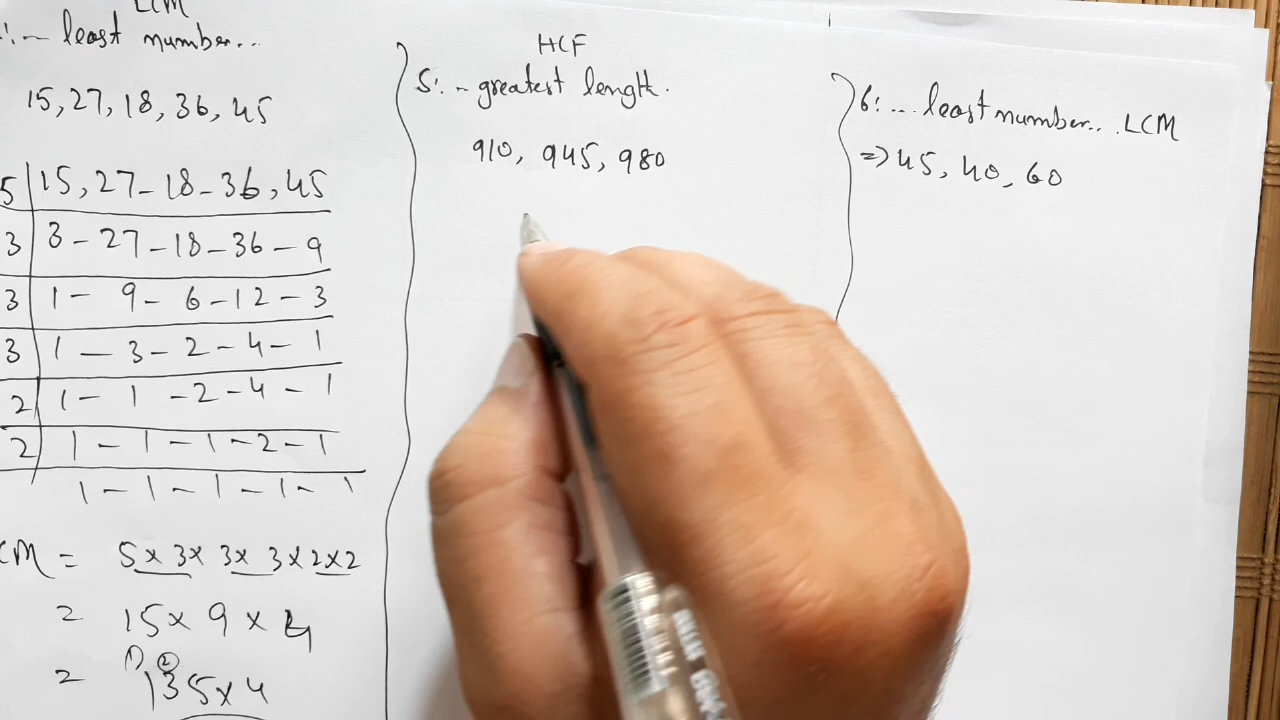 LCM
:- least number...
15, 27, 18, 36, 45
5 | 15, 27 - 18 - 36, 45
3 | 3 - 27 - 18 - 36 - 9
3 | 1 - 9 - 6 - 12 - 3
3 | 1 - 3 - 2 - 4 - 1
2 | 1 - 1 - 2 - 4 - 1
2 | 1 - 1 - 1 - 2 - 1
1 - 1 - 1 - 1 - 1
CM = 5 x 3 x 3 x 3 x 2 x 2
= 15 x 9 x 4
= 135 x 4
HCF
5:- greatest length.
910, 945, 980
6: ... least number... LCM
=> 45, 40, 60